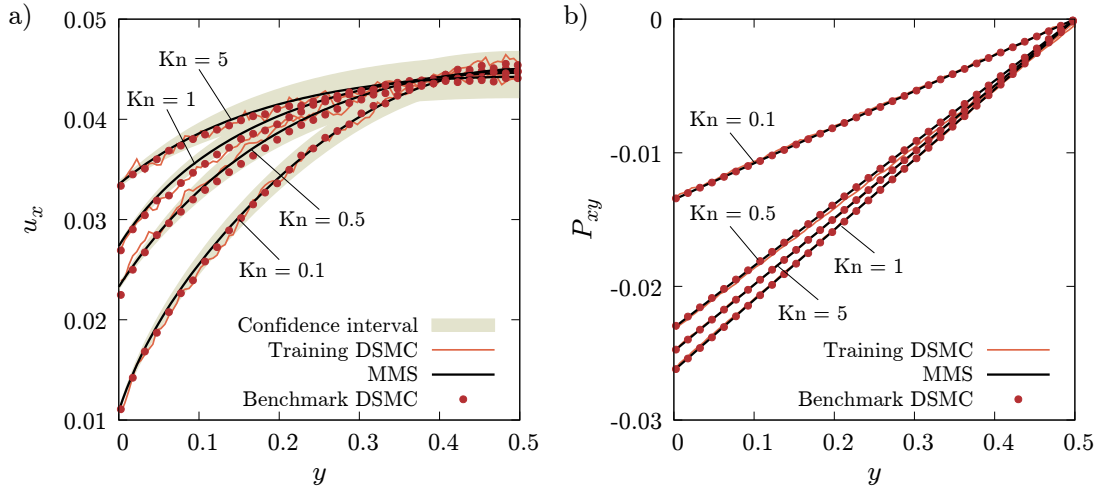 a)
0.05
0.04
0.03
0.02
0.01
u_x
Kn = 5
Kn = 1
Kn = 0.5
Kn = 0.1
Confidence interval
Training DSMC
MMS
Benchmark DSMC
0 0.1 0.2 0.3 0.4 0.5
y
b)
0
-0.01
-0.02
-0.03
P_{xy}
Kn = 0.1
Kn = 0.5
Kn = 1
Kn = 5
Training DSMC
MMS
Benchmark DSMC
0 0.1 0.2 0.3 0.4 0.5
y